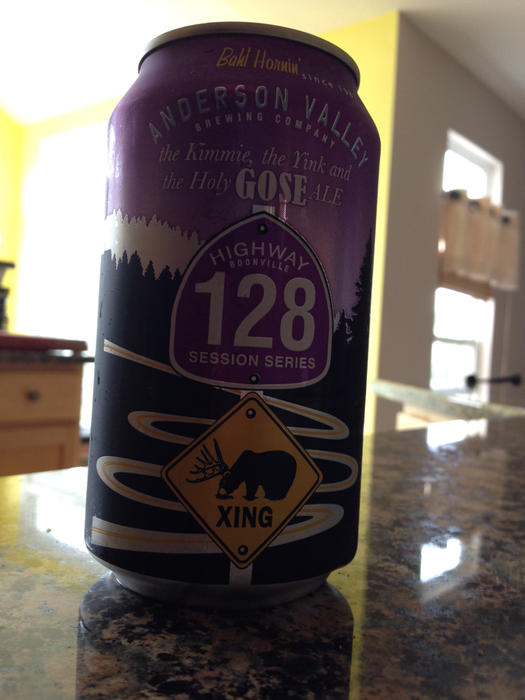 Bahl Hornin'
SINCE
ANDERSON VALLEY
BREWING COMPANY
the Kimmie, the Yink and
the Holy GOSE ALE
HIGHWAY
BOONVILLE
128
SESSION SERIES
XING